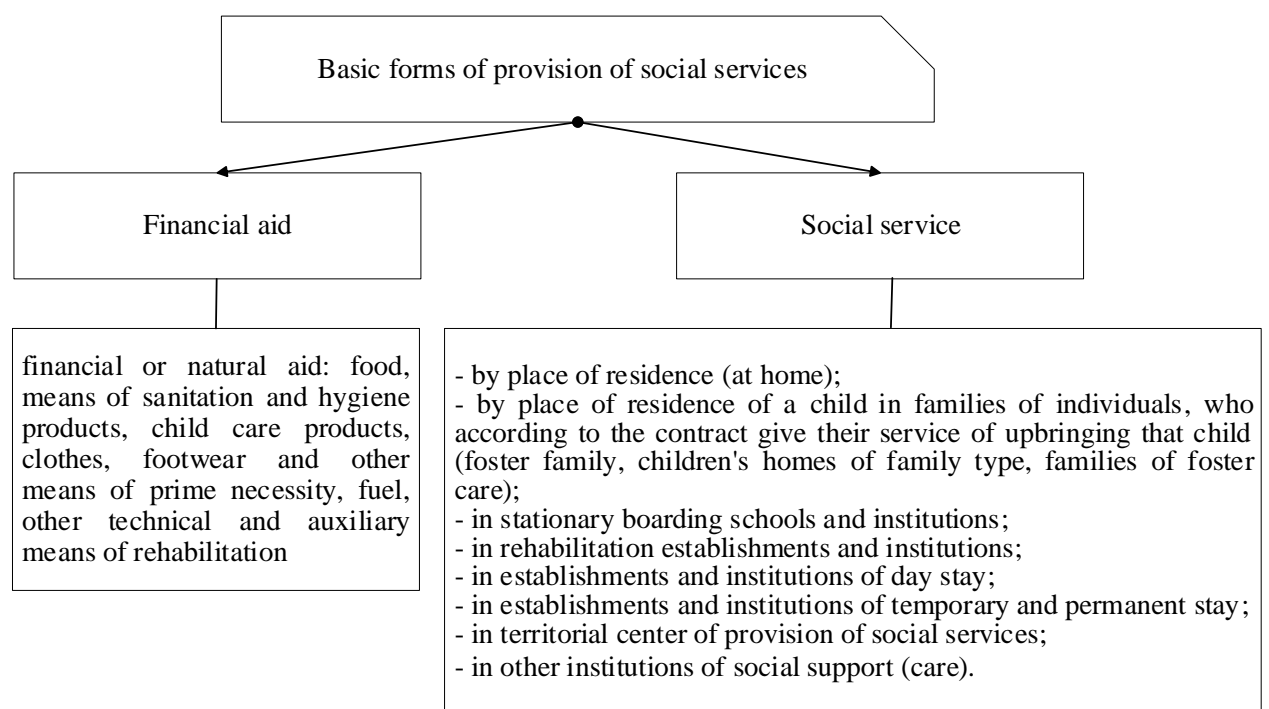 Basic forms of provision of social services
Financial aid
Social service
financial or natural aid: food,
means of sanitation and hygiene
products, child care products,
clothes, footwear and other
means of prime necessity, fuel,
other technical and auxiliary
means of rehabilitation
- by place of residence (at home);
- by place of residence of a child in families of individuals, who
according to the contract give their service of upbringing that child
(foster family, children's homes of family type, families of foster
care);
- in stationary boarding schools and institutions;
- in rehabilitation establishments and institutions;
- in establishments and institutions of day stay;
- in establishments and institutions of temporary and permanent stay;
- in territorial center of provision of social services;
- in other institutions of social support (care).